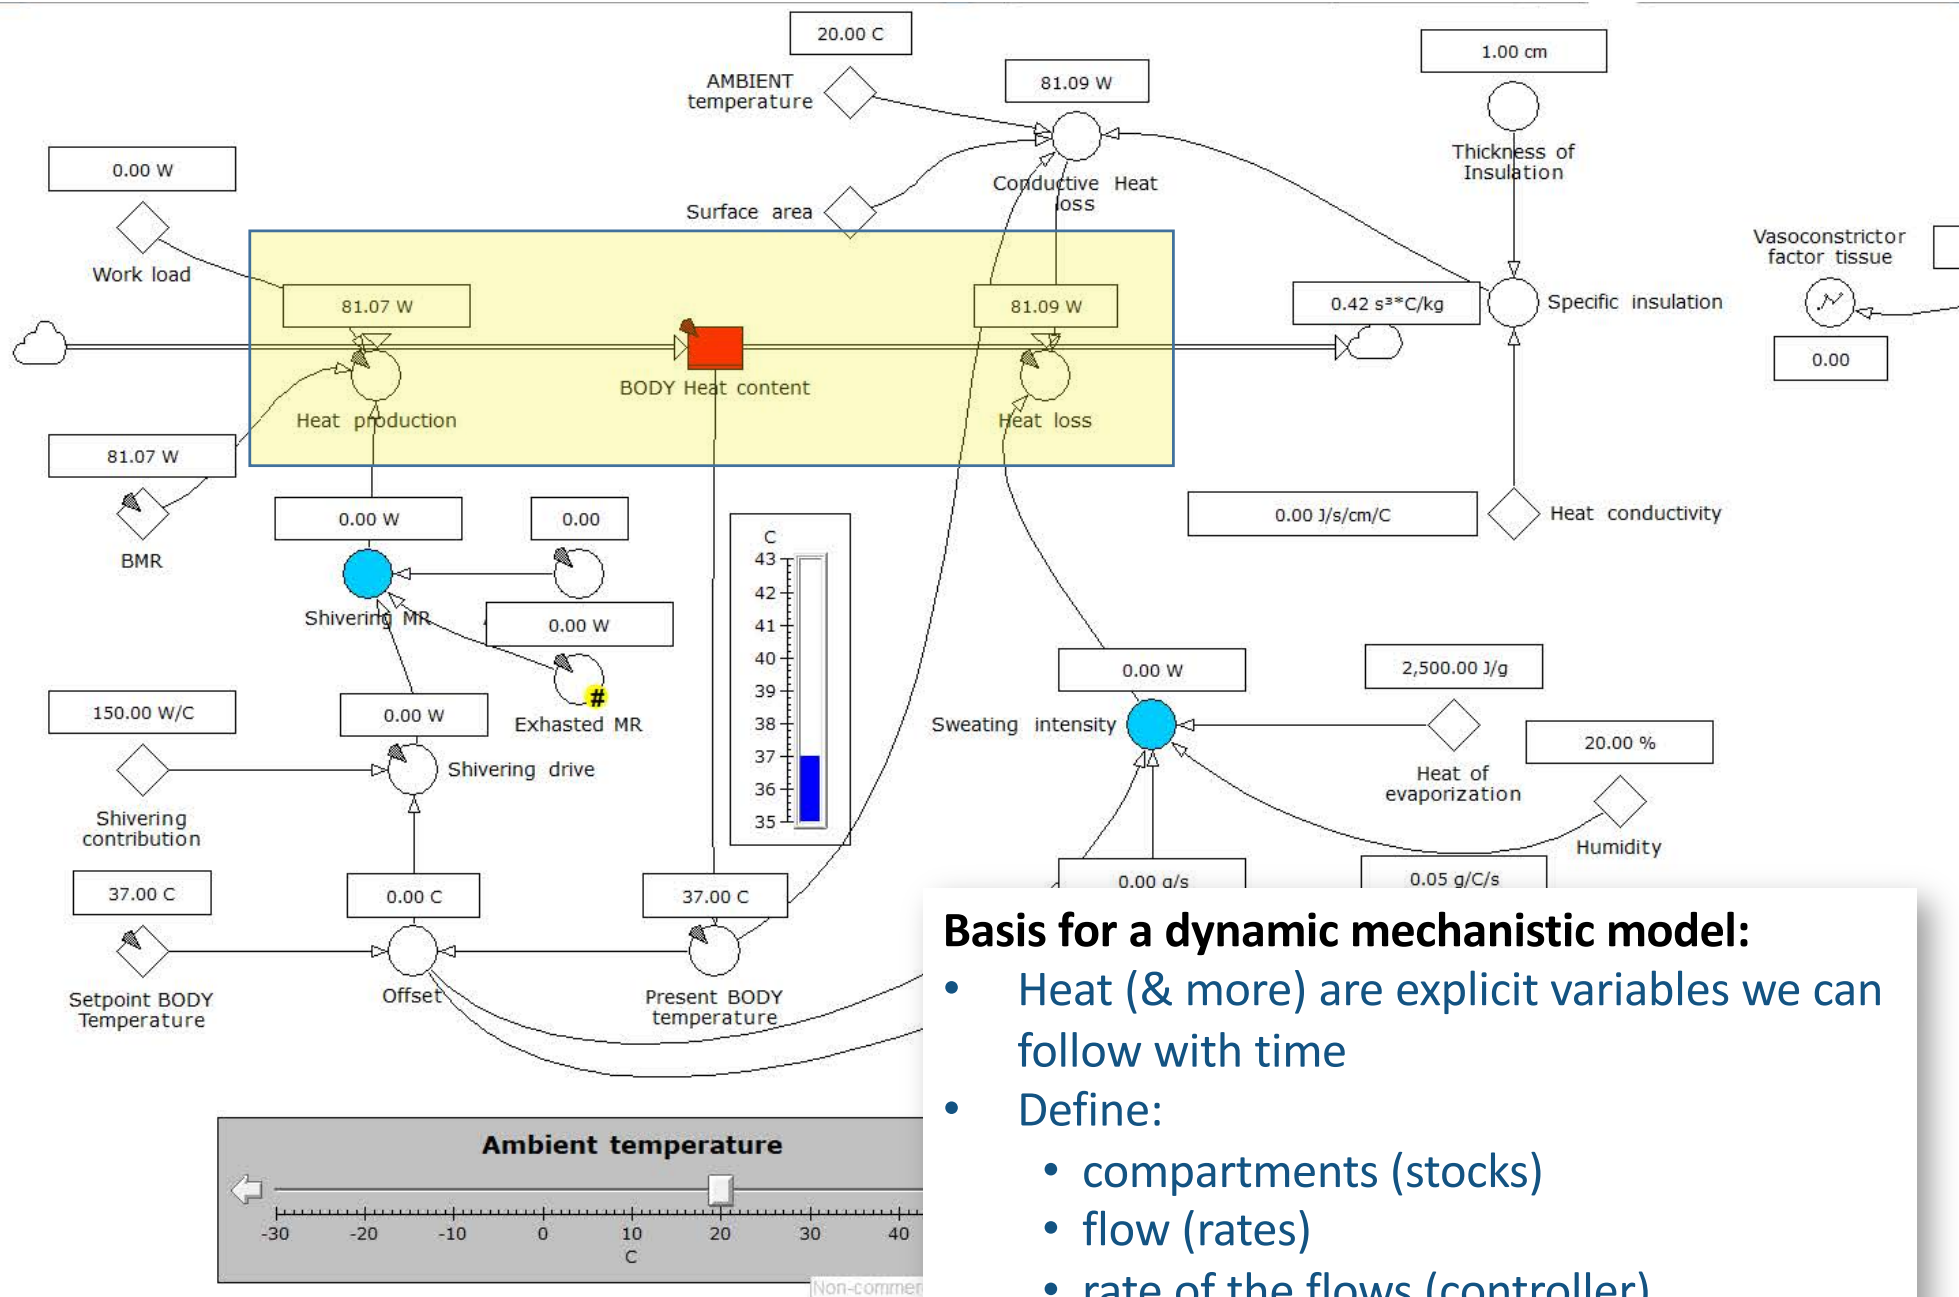 20.00 C
1.00 cm
AMBIENT
temperature
81.09 W
0.00 W
Thickness of
Insulation
Conductive Heat
loss
Surface area
Vasoconstrictor
factor tissue
Work load
81.07 W
81.09 W
0.42 s³*C/kg
Specific insulation
0.00
BODY Heat content
Heat production
Heat loss
81.07 W
BMR
0.00 W
0.00
0.00 J/s/cm/C
Heat conductivity
C
43
42
41
40
39
38
37
36
35
Shivering MR
0.00 W
#
Exhasted MR
150.00 W/C
0.00 W
Shivering drive
Shivering
contribution
0.00 W
2,500.00 J/g
Sweating intensity
20.00 %
Heat of
evaporization
Humidity
37.00 C
0.00 C
37.00 C
0.00 g/s
0.05 g/C/s
Setpoint BODY
Temperature
Offset
Present BODY
temperature
Basis for a dynamic mechanistic model:
• Heat (& more) are explicit variables we can
follow with time
• Define:
• compartments (stocks)
• flow (rates)
• rate of the flows (controller)
Ambient temperature
-30 -20 -10 0 10 20 30 40
C
Non-commer